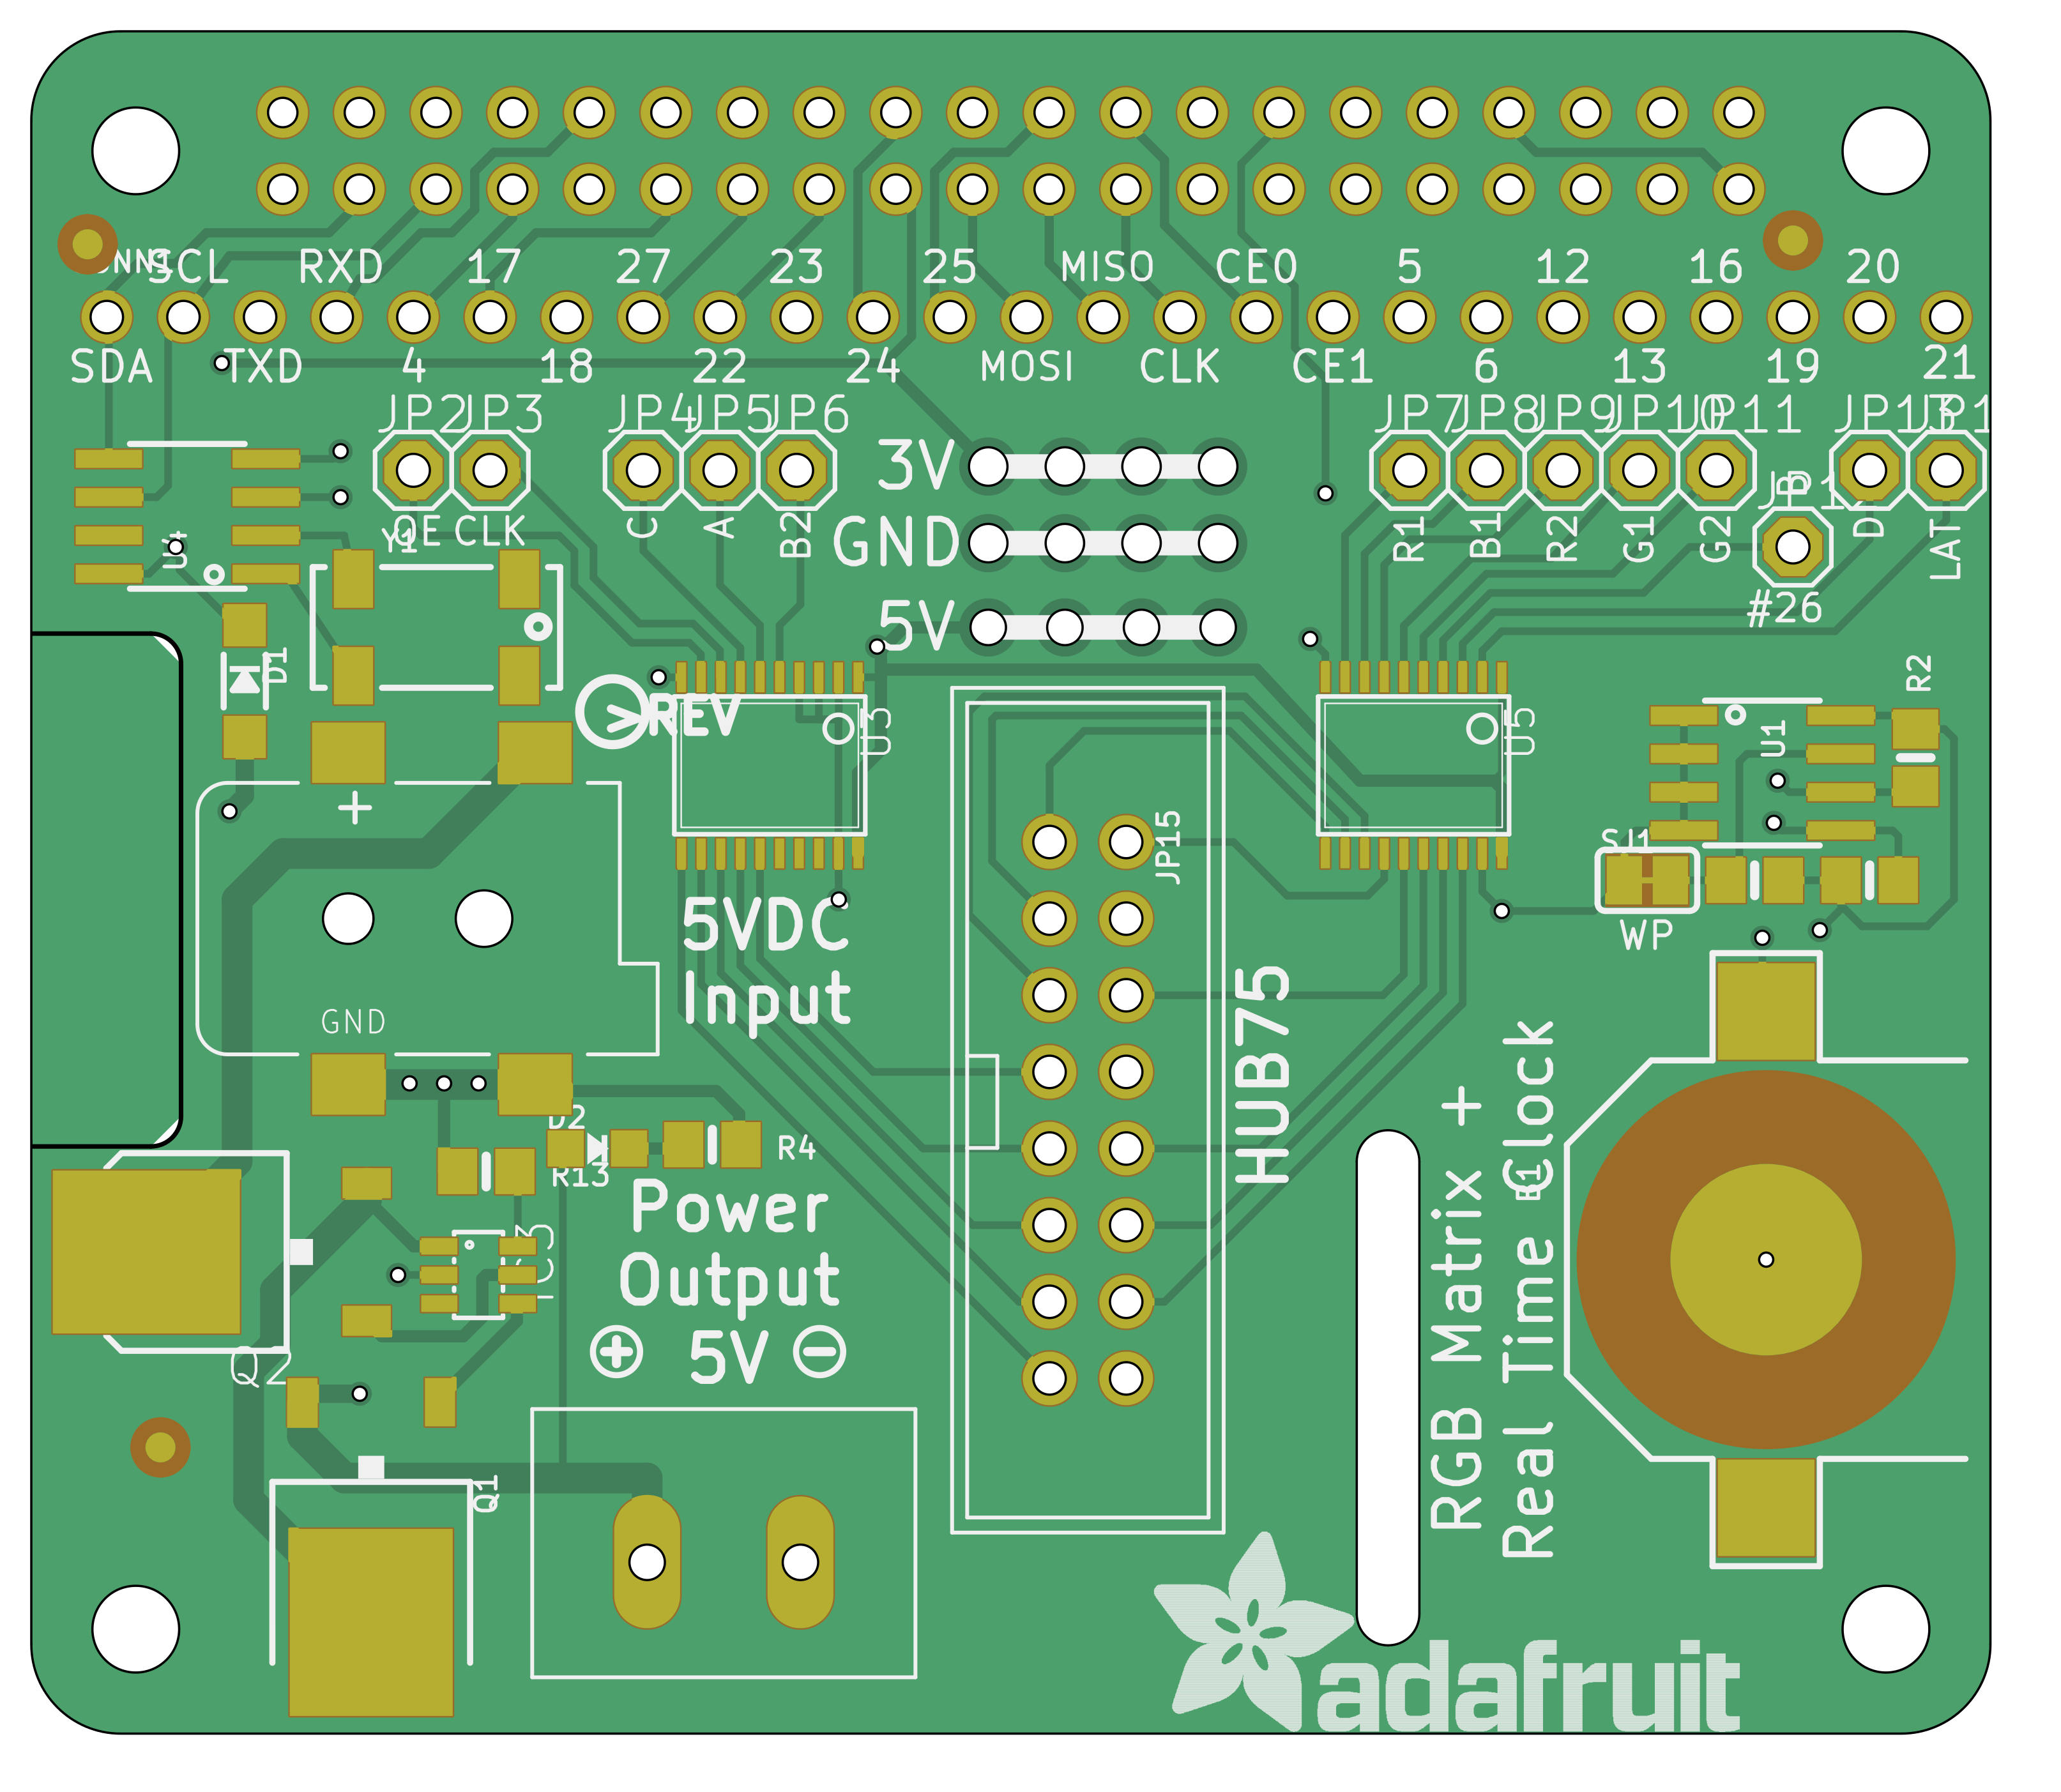 SCL RXD 17 27 23 25 MISO CE0 5 12 16 20
SDA TXD 4 18 22 24 MOSI CLK CE1 6 13 19 21
JP2 JP3 JP4 JP5 JP6 JP7 JP8 JP9 JP10 JP11 JP13
3V
OE CLK C A B2 R1 B1 R2 G1 G2 D LAT
GND
U4 Y1
#26
5V
D1 R2
REV U3 U5 U1
+
JP15
SJ1
5VDC
Input
WP
GND
HUB75
D2
R4
R13
B1
Power
Output
5V
RGB Matrix +
Real Time Clock
Q2
Q1
adafruit